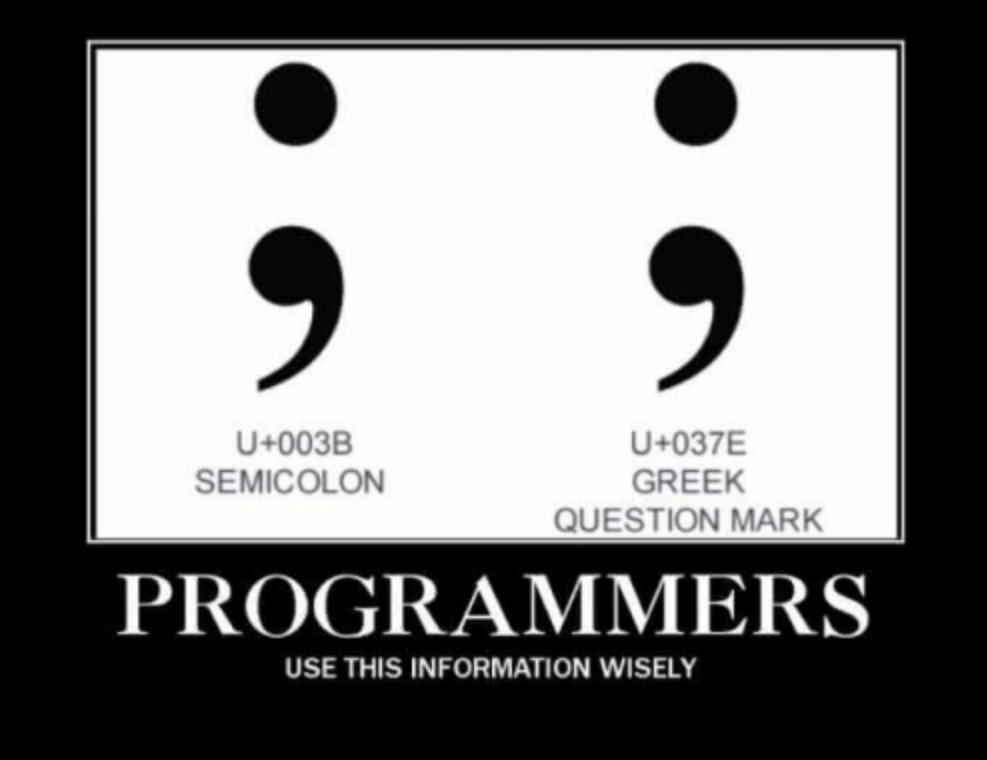 ; ;
U+003B U+037E
SEMICOLON GREEK
QUESTION MARK
PROGRAMMERS
USE THIS INFORMATION WISELY